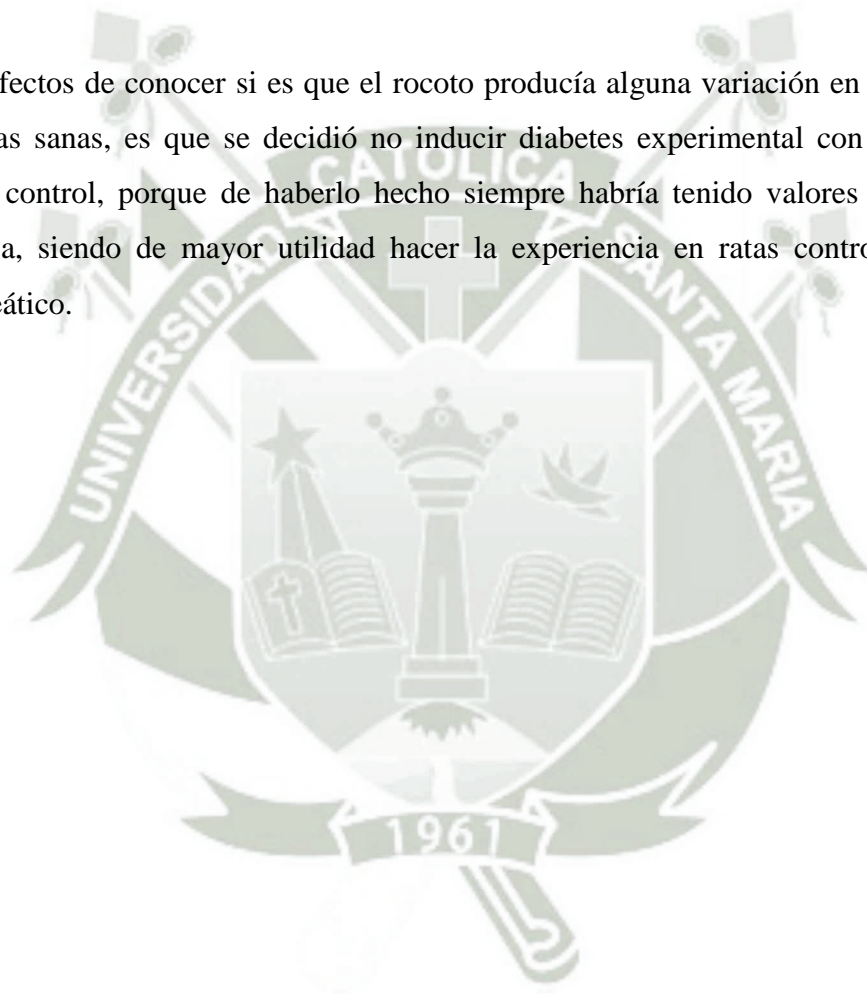 fectos de conocer si es que el rocoto producía alguna variación en
as sanas, es que se decidió no inducir diabetes experimental con
control, porque de haberlo hecho siempre habría tenido valores
a, siendo de mayor utilidad hacer la experiencia en ratas contro
eático.
UNIVERSIDAD CATOLICA SANTA MARIA
1961